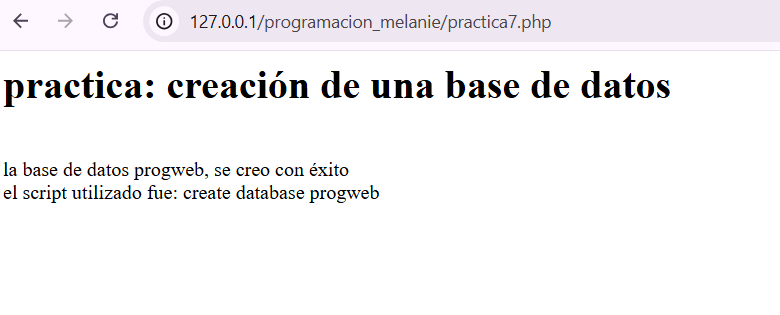 127.0.0.1/programacion_melanie/practica7.php
practica: creación de una base de datos
la base de datos progweb, se creo con éxito
el script utilizado fue: create database progweb